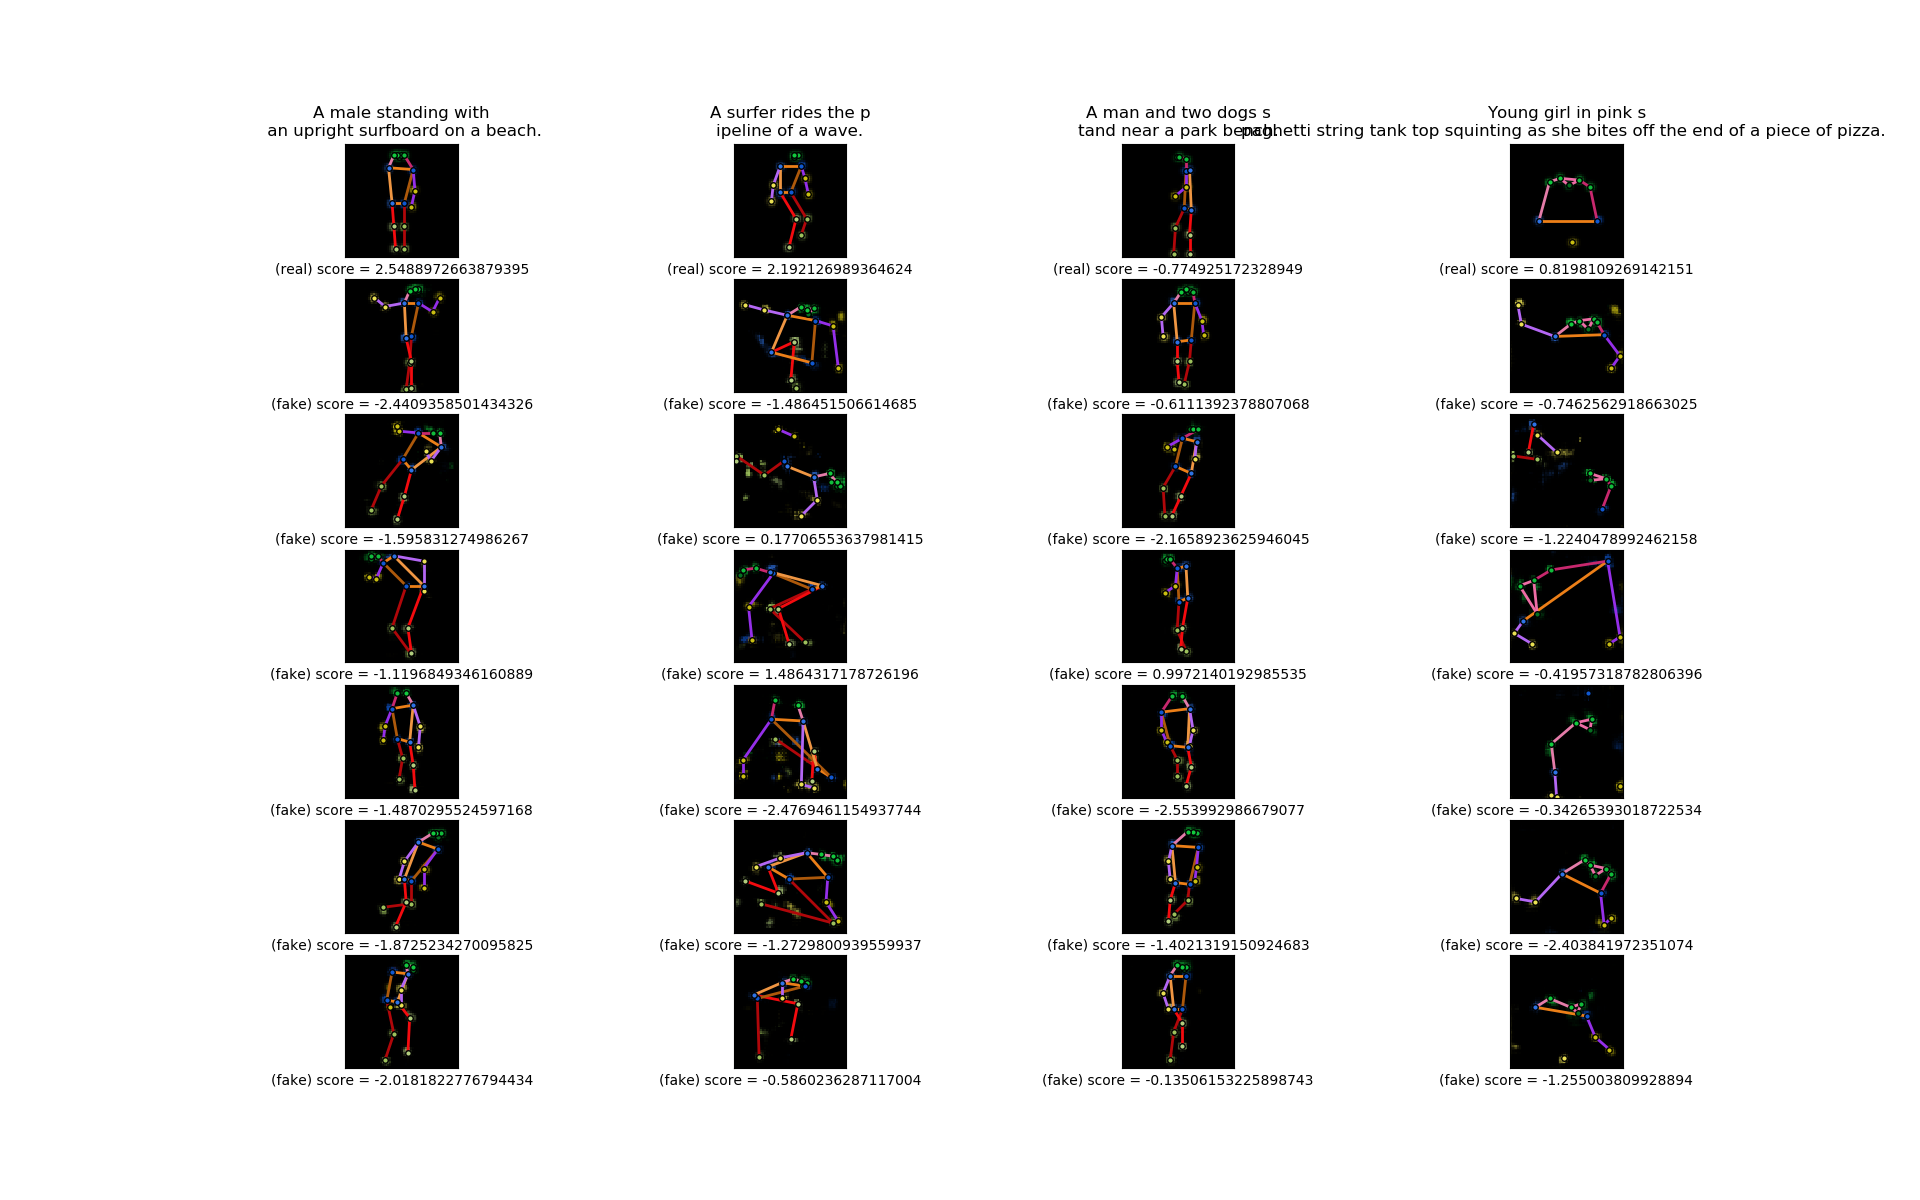 A male standing with
an upright surfboard on a beach.
A surfer rides the p
ipeline of a wave.
A man and two dogs s
tand near a park bench.
Young girl in pink s
paghetti string tank top squinting as she bites off the end of a piece of pizza.
(real) score = 2.5488972663879395
(real) score = 2.192126989364624
(real) score = -0.774925172328949
(real) score = 0.8198109269142151
(fake) score = -2.4409358501434326
(fake) score = -1.486451506614685
(fake) score = -0.6111392378807068
(fake) score = -0.7462562918663025
(fake) score = -1.595831274986267
(fake) score = 0.17706553637981415
(fake) score = -2.1658923625946045
(fake) score = -1.2240478992462158
(fake) score = -1.1196849346160889
(fake) score = 1.4864317178726196
(fake) score = 0.9972140192985535
(fake) score = -0.41957318782806396
(fake) score = -1.4870295524597168
(fake) score = -2.4769461154937744
(fake) score = -2.553992986679077
(fake) score = -0.342653930187225​34
(fake) score = -1.8725234270095825
(fake) score = -1.2729800939559937
(fake) score = -1.4021319150924683
(fake) score = -2.403841972351074
(fake) score = -2.0181822776794434
(fake) score = -0.5860236287117004
(fake) score = -0.13506153225898743
(fake) score = -1.255003809928894